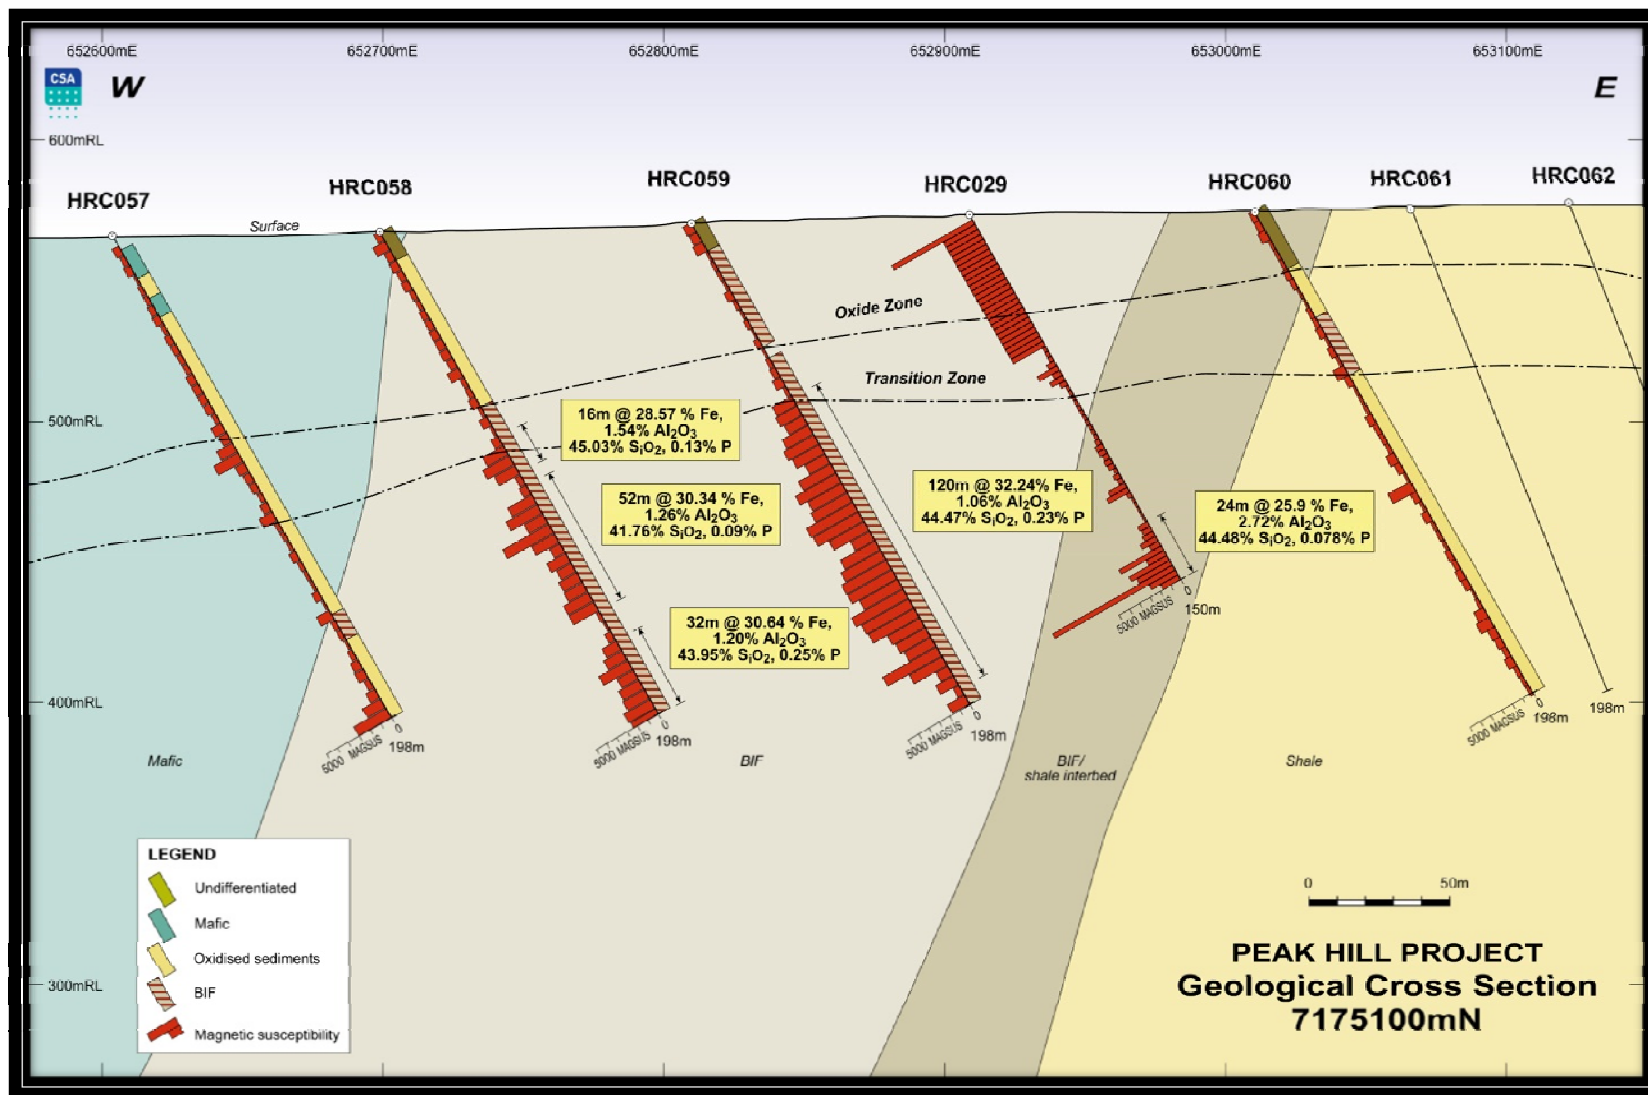 652600mE 652700mE 652800mE 652900mE 653000mE 653100mE
CSA
W
E
600mRL
HRC057
HRC058
HRC059
HRC029
HRC060
HRC061
HRC062
Surface
Oxide Zone
Transition Zone
500mRL
16m @ 28.57 % Fe,
1.54% Al2O3
45.03% SiO2, 0.13% P
52m @ 30.34 % Fe,
1.26% Al2O3
41.76% SiO2, 0.09% P
120m @ 32.24% Fe,
1.06% Al2O3
44.47% SiO2, 0.23% P
24m @ 25.9 % Fe,
2.72% Al2O3
44.48% SiO2, 0.078% P
32m @ 30.64 % Fe,
1.20% Al2O3
43.95% SiO2, 0.25% P
5000 MAGSUS 0
150m
400mRL
5000 MAGSUS 0
198m
5000 MAGSUS 0
198m
5000 MAGSUS 0
198m
5000 MAGSUS 0
198m
198m
Mafic
BIF
BIF/
shale interbed
Shale
LEGEND
Undifferentiated
Mafic
Oxidised sediments
BIF
Magnetic susceptibility
300mRL
0 50m
PEAK HILL PROJECT
Geological Cross Section
7175100mN